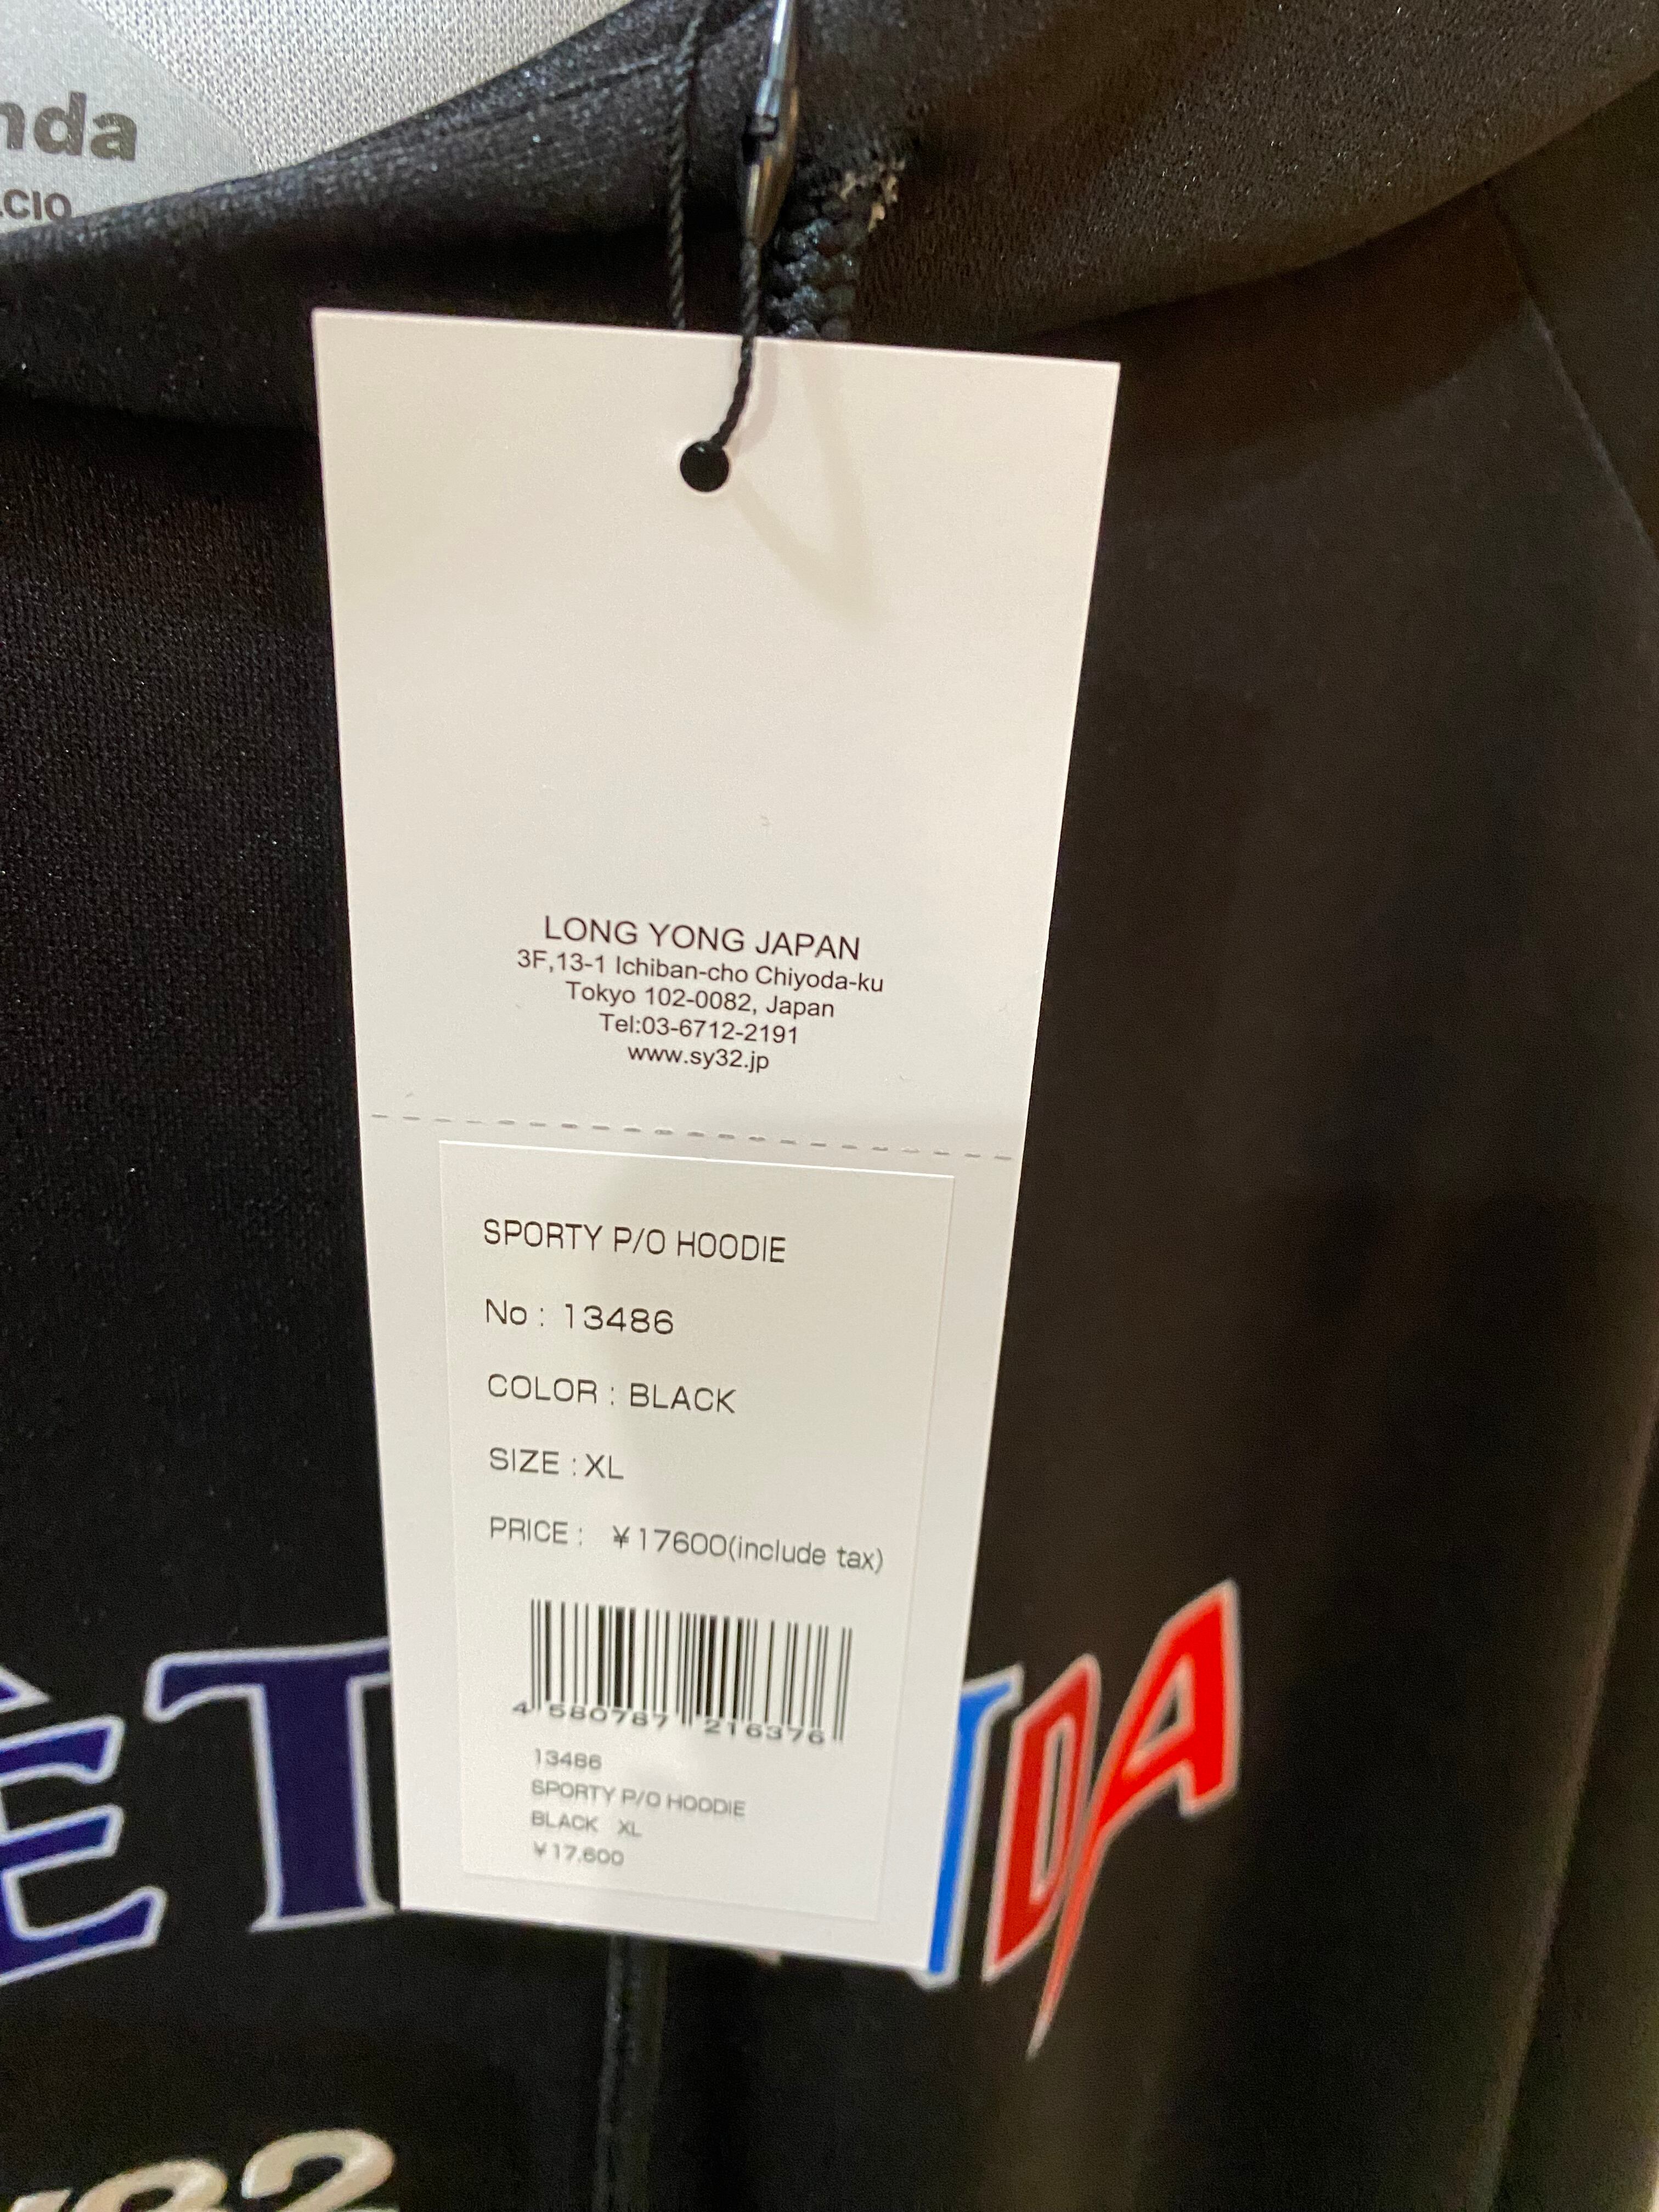 nda
LCIO
LONG YONG JAPAN
3F,13-1 Ichiban-cho Chiyoda-ku
Tokyo 102-0082, Japan
Tel:03-6712-2191
www.sy32.jp
SPORTY P/O HOODIE
No : 13486
COLOR : BLACK
SIZE : XL
PRICE : ¥17600(include tax)
4 580787 216376
13486
SPORTY P/O HOODIE
BLACK XL
¥17,600
ÈT
DA